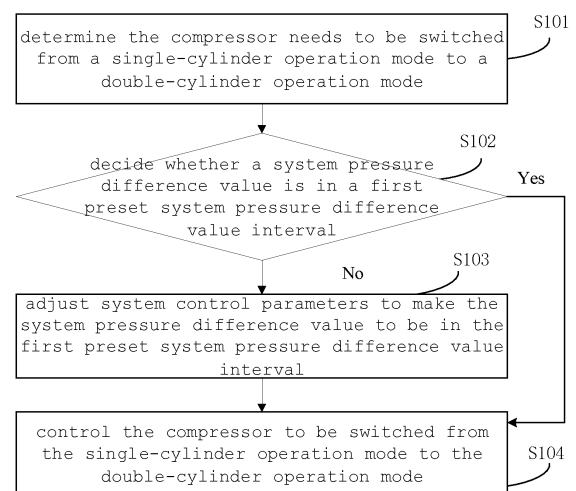 S101
determine the compressor needs to be switched
from a single-cylinder operation mode to a
double-cylinder operation mode
S102
decide whether a system pressure
difference value is in a first
preset system pressure difference
value interval
Yes
No
S103
adjust system control parameters to make the
system pressure difference value to be in the
first preset system pressure difference value
interval
control the compressor to be switched from
the single-cylinder operation mode to the
double-cylinder operation mode
S104